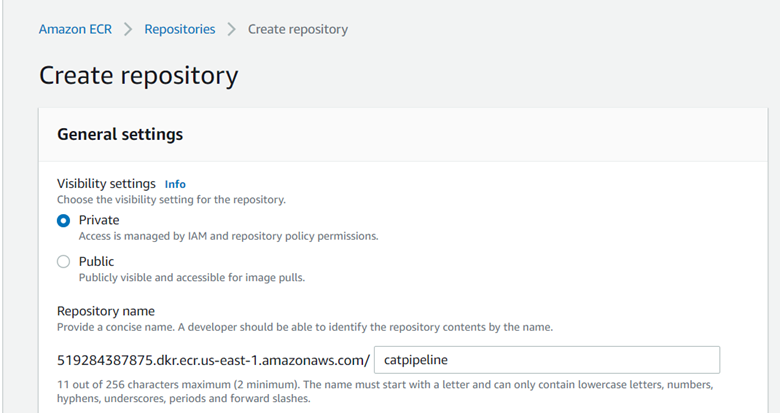 Amazon ECR > Repositories > Create repository
Create repository
General settings
Visibility settings Info
Choose the visibility setting for the repository.
Private
Access is managed by IAM and repository policy permissions.
Public
Publicly visible and accessible for image pulls.
Repository name
Provide a concise name. A developer should be able to identify the repository contents by the name.
519284387875.dkr.ecr.us-east-1.amazonaws.com/ catpipeline
11 out of 256 characters maximum (2 minimum). The name must start with a letter and can only contain lowercase letters, numbers,
hyphens, underscores, periods and forward slashes.